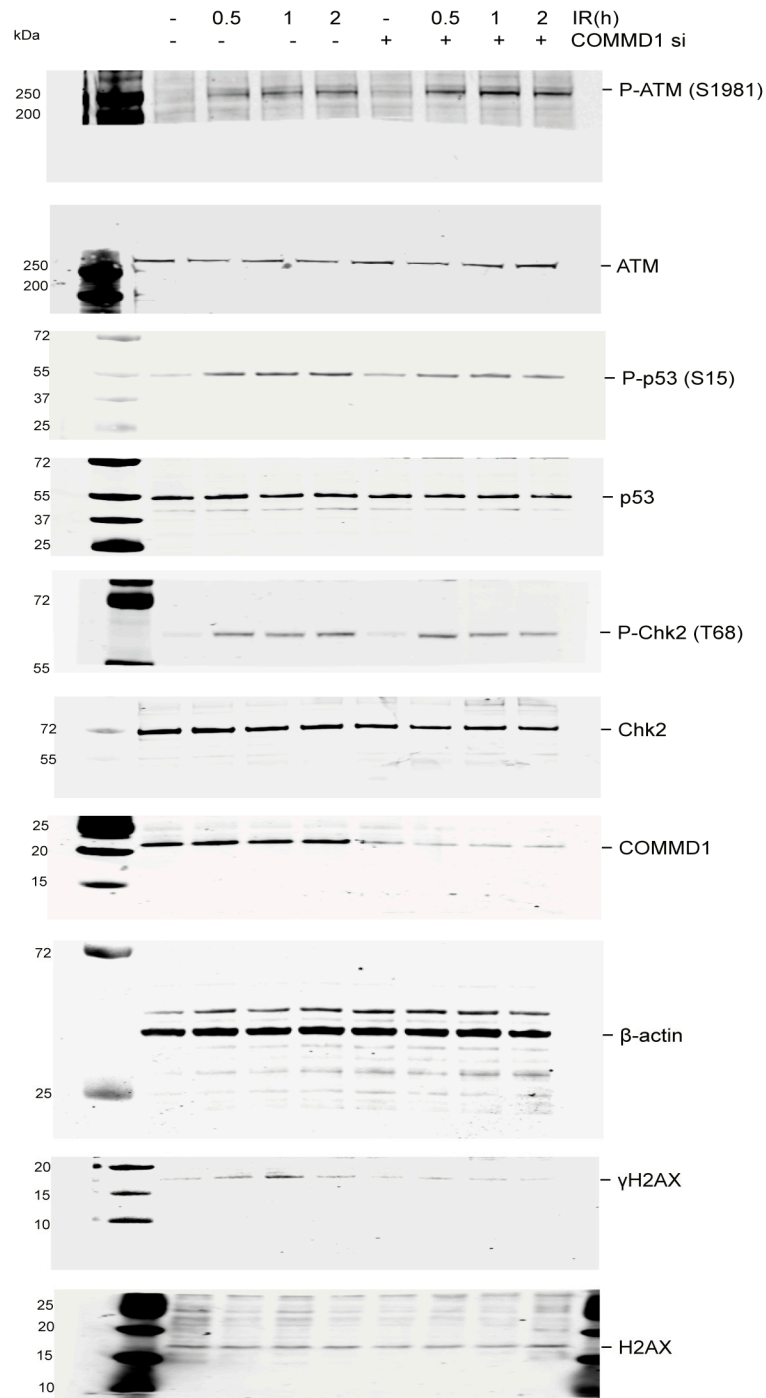 - 0.5 1 2 - 0.5 1 2 IR(h)
kDa
- - - - + + + + COMMD1 si
250
200
P-ATM (S1981)
250
200
ATM
72
55
37
25
P-p53 (S15)
72
55
37
25
p53
72
55
P-Chk2 (T68)
72
55
Chk2
25
20
15
COMMD1
72
25
β-actin
20
15
10
γH2AX
25
20
15
10
H2AX